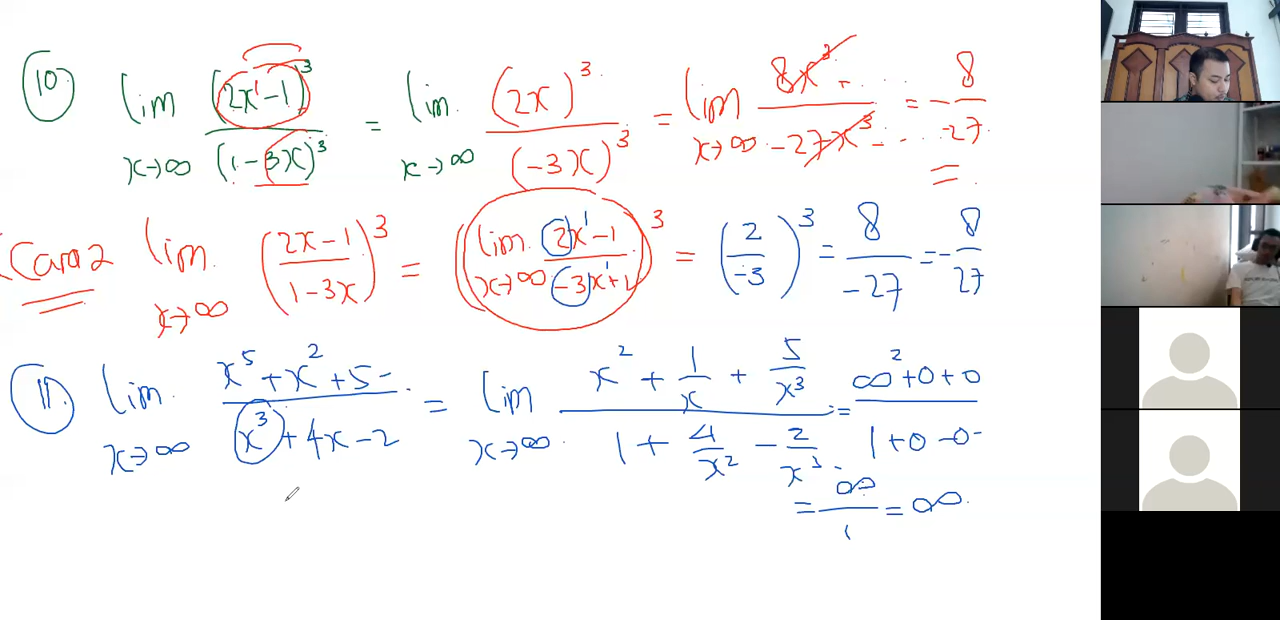 10 lim x→∞ (2x¹-1)³/(1-3x)³ = lim x→∞ (2x)³/(-3x)³ = lim x→∞ 8x³ + .../-27x³ - ... = -8/-27
Cara 2 lim x→∞ ((2x-1)/(1-3x))³ = (lim x→∞ (2x¹-1)/(-3x¹+1))³ = (2/-3)³ = 8/-27 = -8/27
11. lim x→∞ (x⁵+x²+5)/(x³+4x-2) = lim x→∞ (x² + 1/x + 5/x³)/(1 + 4/x² - 2/x³) = (∞²+0+0)/(1+0-0)
= ∞/1 = ∞